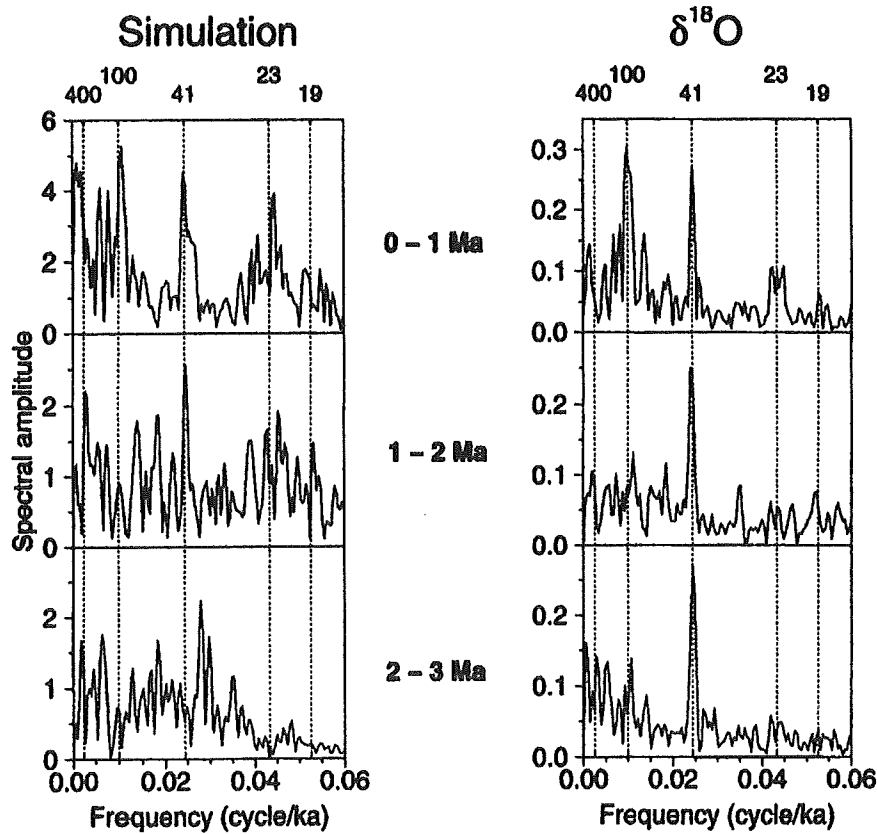 Simulation
δ18O
400 100 41 23 19
400 100 41 23 19
6
4
2
0
0.3
0.2
0.1
0.0
0 – 1 Ma
Spectral amplitude
2
1
0
0.2
0.1
0.0
1 – 2 Ma
2
1
0
0.2
0.1
0.0
2 – 3 Ma
0.00 0.02 0.04 0.06
0.00 0.02 0.04 0.06
Frequency (cycle/ka)
Frequency (cycle/ka)